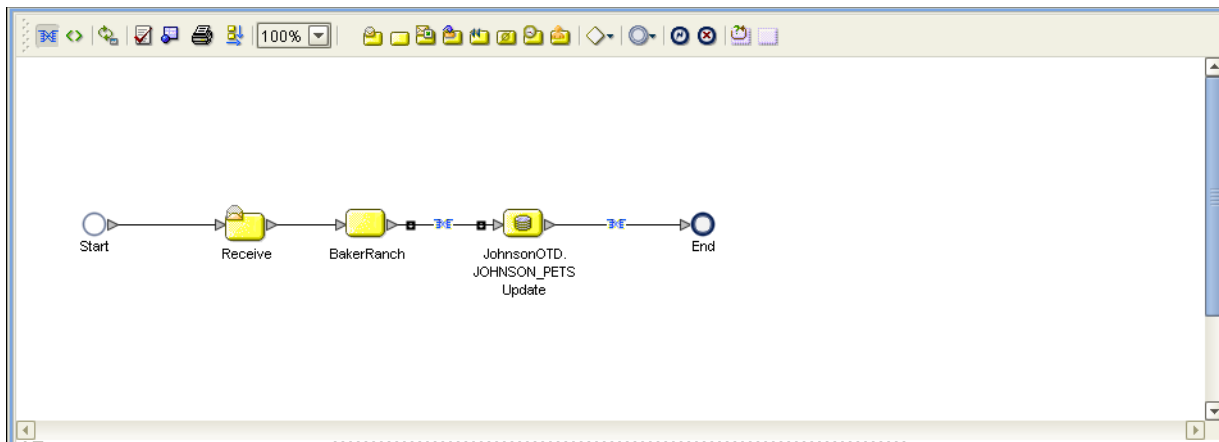 100%
Start
Receive
BakerRanch
JohnsonOTD.
JOHNSON_PETS
Update
End